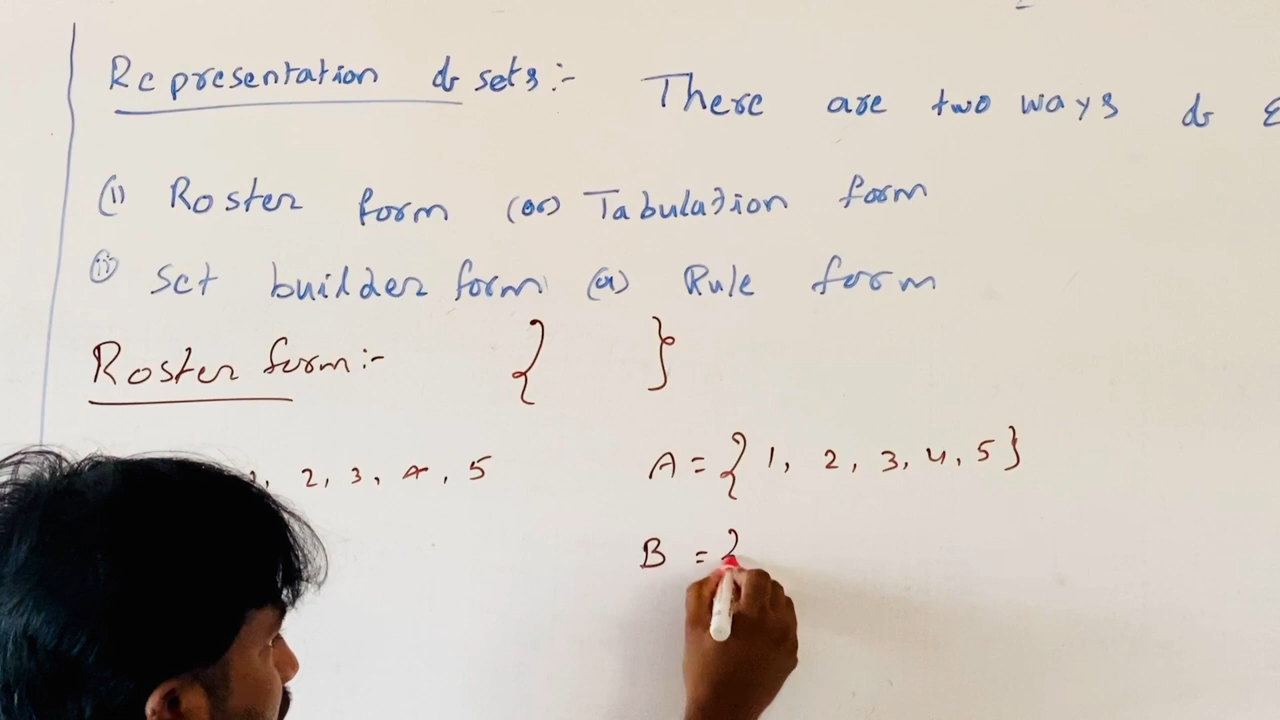 Representation of sets:- There are two ways of
(i) Roster form (or) Tabulation form
(ii) Set builder form (or) Rule form
Roster form:- { }
, 2, 3, 4, 5 A = { 1, 2, 3, 4, 5 }
B = {